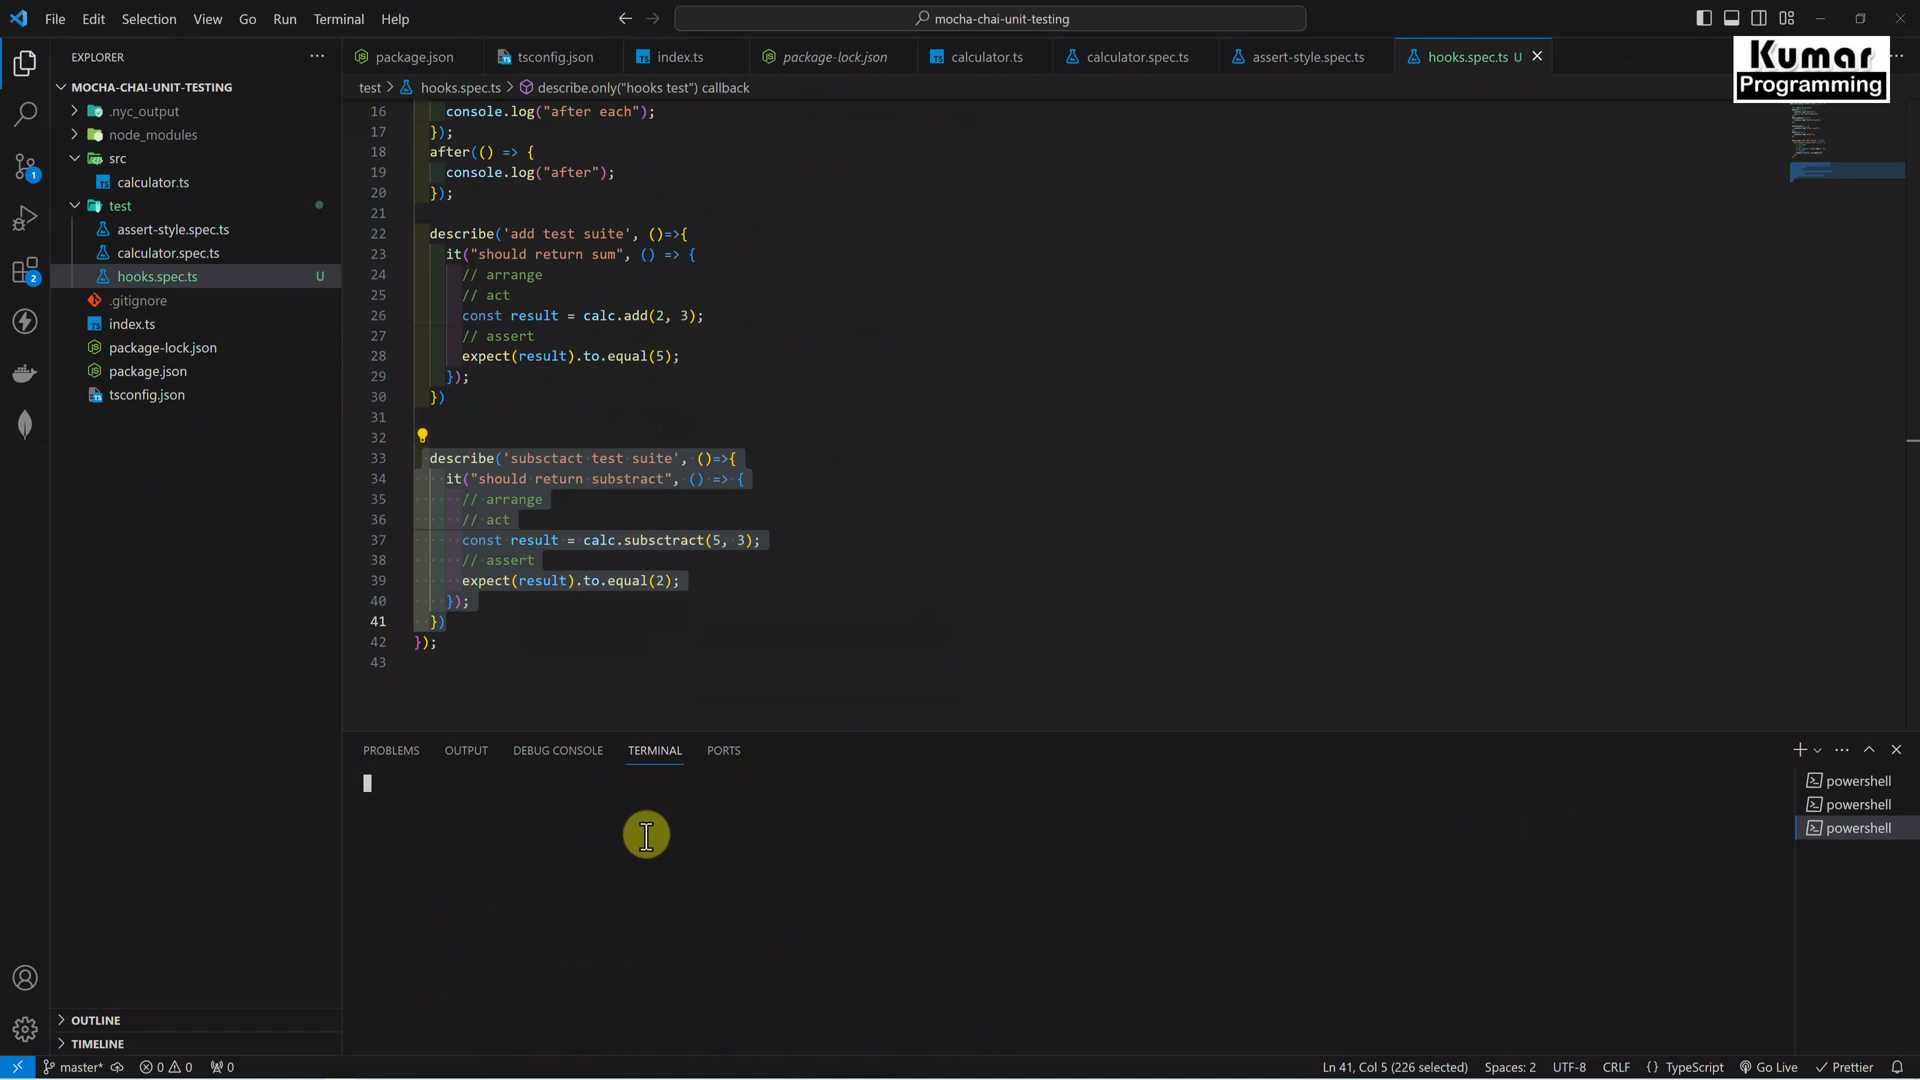 File Edit Selection View Go Run Terminal Help
mocha-chai-unit-testing
EXPLORER
package.json
tsconfig.json
index.ts
package-lock.json
calculator.ts
calculator.spec.ts
assert-style.spec.ts
hooks.spec.ts U
Kumar
Programming
MOCHA-CHAI-UNIT-TESTING
.nyc_output
node_modules
src
calculator.ts
test
assert-style.spec.ts
calculator.spec.ts
hooks.spec.ts U
.gitignore
index.ts
package-lock.json
package.json
tsconfig.json
OUTLINE
TIMELINE
test > hooks.spec.ts > describe.only("hooks test") callback
16 console.log("after each");
17 });
18 after(() => {
19 console.log("after");
20 });
21
22 describe('add test suite', ()=>{
23 it("should return sum", () => {
24 // arrange
25 // act
26 const result = calc.add(2, 3);
27 // assert
28 expect(result).to.equal(5);
29 });
30 })
31
32
33 describe('subsctact test suite', ()=>{
34 it("should return substract", () => {
35 // arrange
36 // act
37 const result = calc.subsctract(5, 3);
38 // assert
39 expect(result).to.equal(2);
40 });
41 })
42 });
43
PROBLEMS OUTPUT DEBUG CONSOLE TERMINAL PORTS
powershell
powershell
powershell
1
2
master* 0 0 0
Ln 41, Col 5 (226 selected) Spaces: 2 UTF-8 CRLF {} TypeScript Go Live Prettier